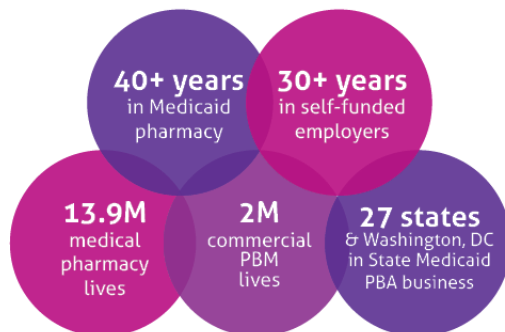 40+ years
in Medicaid
pharmacy
30+ years
in self-funded
employers
13.9M
medical
pharmacy
lives
2M
commercial
PBM
lives
27 states
& Washington, DC
in State Medicaid
PBA business